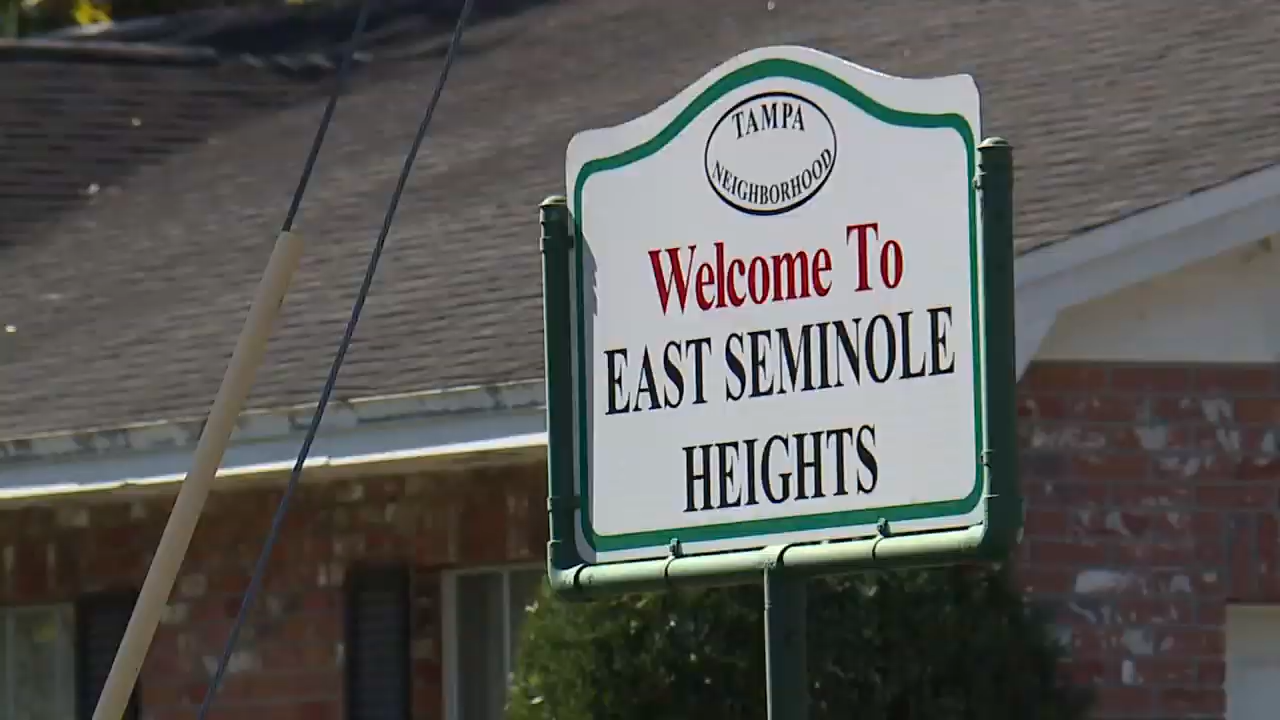 TAMPA
NEIGHBORHOOD
Welcome To
EAST SEMINOLE
HEIGHTS